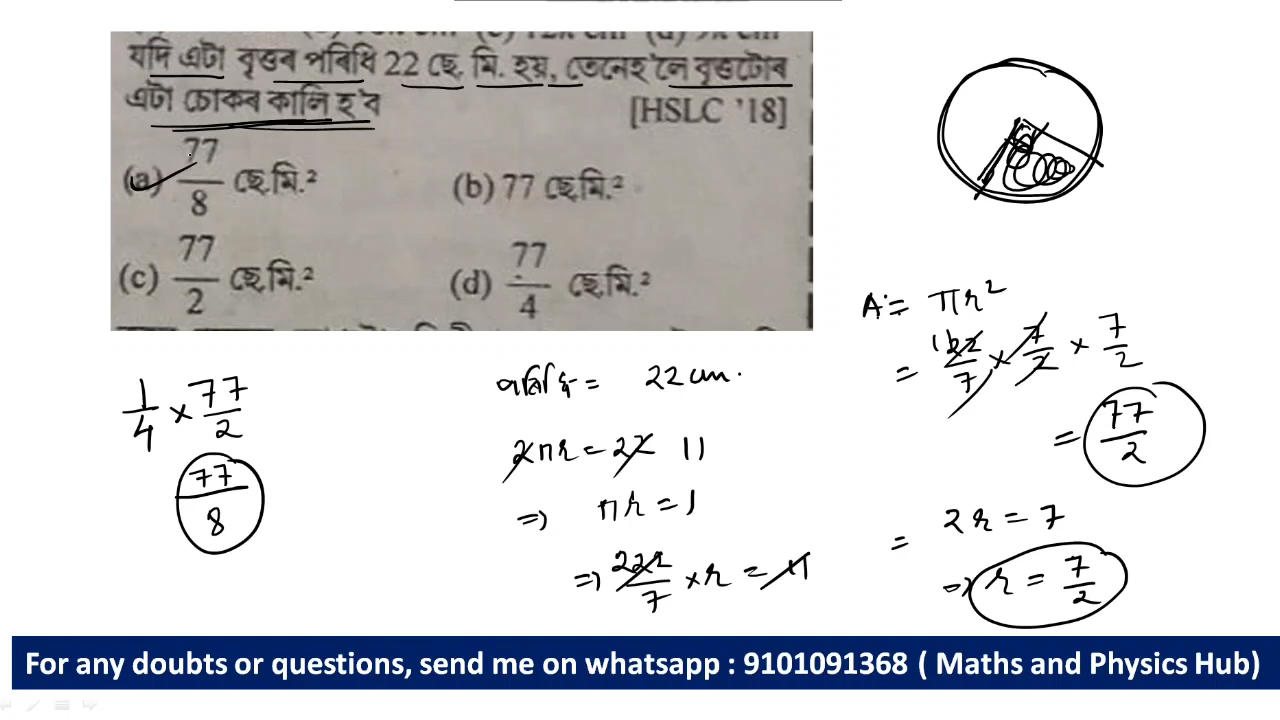 যদি এটা বৃত্তৰ পৰিধি 22 ছে. মি. হয়, তেনেহ'লে বৃত্তটোৰ
এটা চোকৰ কালি হ'ব [HSLC '18]
(a) 77/8 ছে.মি.² (b) 77 ছে.মি.²
(c) 77/2 ছে.মি.² (d) 77/4 ছে.মি.²
1/4 × 77/2
77/8
পৰিধি = 22 cm.
2πr = 22 11
⇒ πr = 11
⇒ 22/7 × r = 11
A = πr²
= 22/7 × 7/2 × 7/2
= 77/2
= 2r = 7
⇒ r = 7/2
For any doubts or questions, send me on whatsapp : 9101091368 ( Maths and Physics Hub)